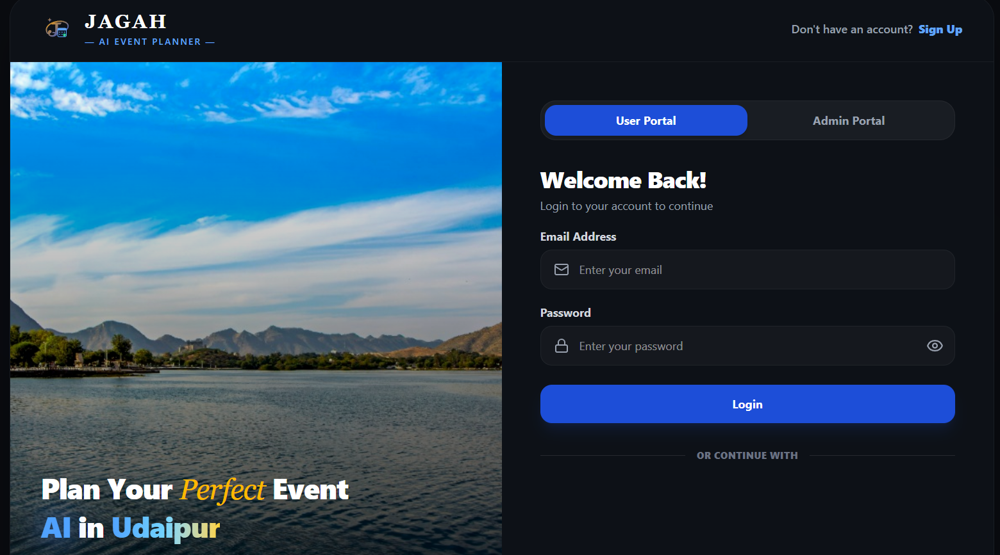 JAGAH
— AI EVENT PLANNER —
Don't have an account? Sign Up
User Portal
Admin Portal
Welcome Back!
Login to your account to continue
Email Address
Enter your email
Password
Enter your password
Login
OR CONTINUE WITH
Plan Your Perfect Event
AI in Udaipur